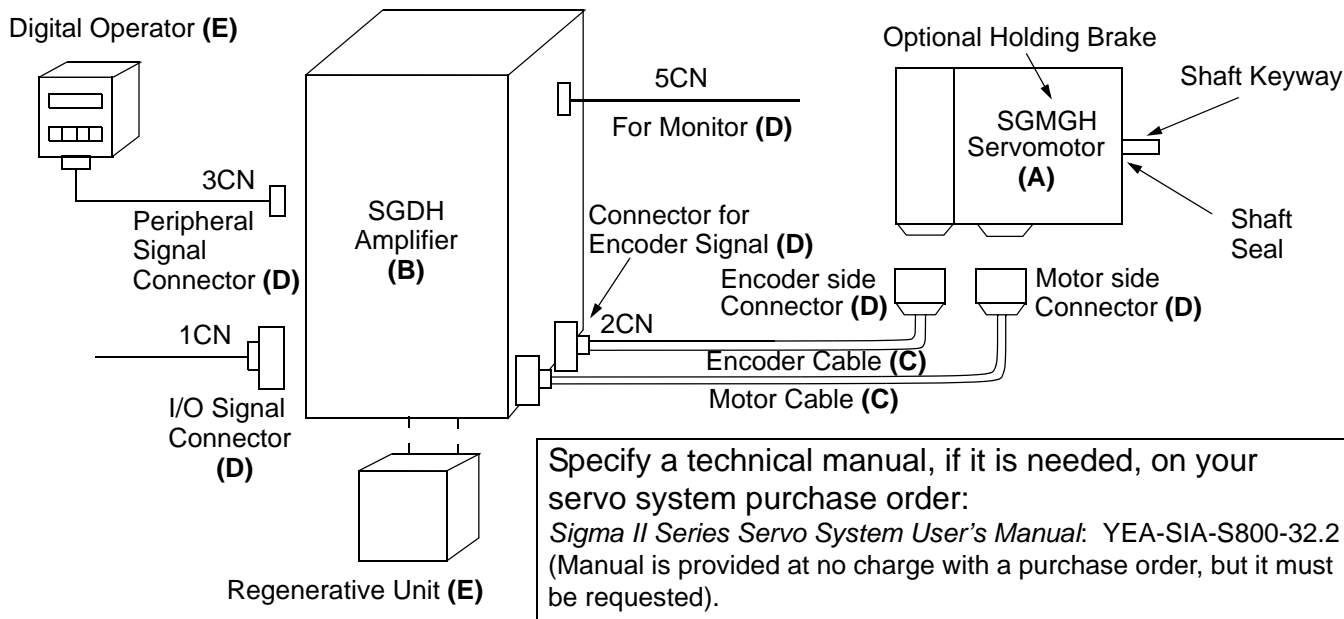 Digital Operator (E)
3CN
Peripheral
Signal
Connector (D)
1CN
I/O Signal
Connector
(D)
SGDH
Amplifier
(B)
Regenerative Unit (E)
5CN
For Monitor (D)
Connector for
Encoder Signal (D)
2CN
Encoder Cable (C)
Motor Cable (C)
Encoder side
Connector (D)
Motor side
Connector (D)
Optional Holding Brake
SGMGH
Servomotor
(A)
Shaft Keyway
Shaft
Seal
Specify a technical manual, if it is needed, on your
servo system purchase order:
Sigma II Series Servo System User's Manual: YEA-SIA-S800-32.2
(Manual is provided at no charge with a purchase order, but it must
be requested).